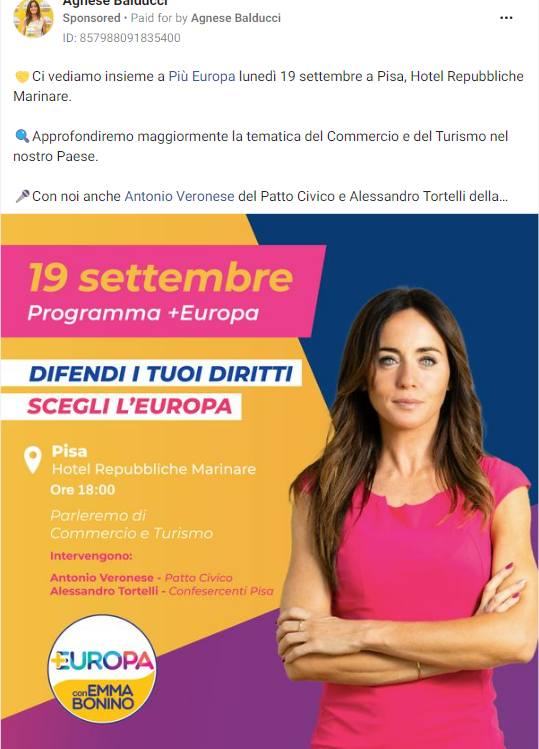 Agnese Balducci
Sponsored • Paid for by Agnese Balducci
ID: 857988091835400
🤝Ci vediamo insieme a Più Europa lunedì 19 settembre a Pisa, Hotel Repubbliche
Marinare.
🔍Approfondiremo maggiormente la tematica del Commercio e del Turismo nel
nostro Paese.
🎤Con noi anche Antonio Veronese del Patto Civico e Alessandro Tortelli della...
19 settembre
Programma +Europa
DIFENDI I TUOI DIRITTI
SCEGLI L'EUROPA
Pisa
Hotel Repubbliche Marinare
Ore 18:00
Parleremo di
Commercio e Turismo
Intervengono:
Antonio Veronese - Patto Civico
Alessandro Tortelli - Confesercenti Pisa
+EUROPA
con EMMA
BONINO